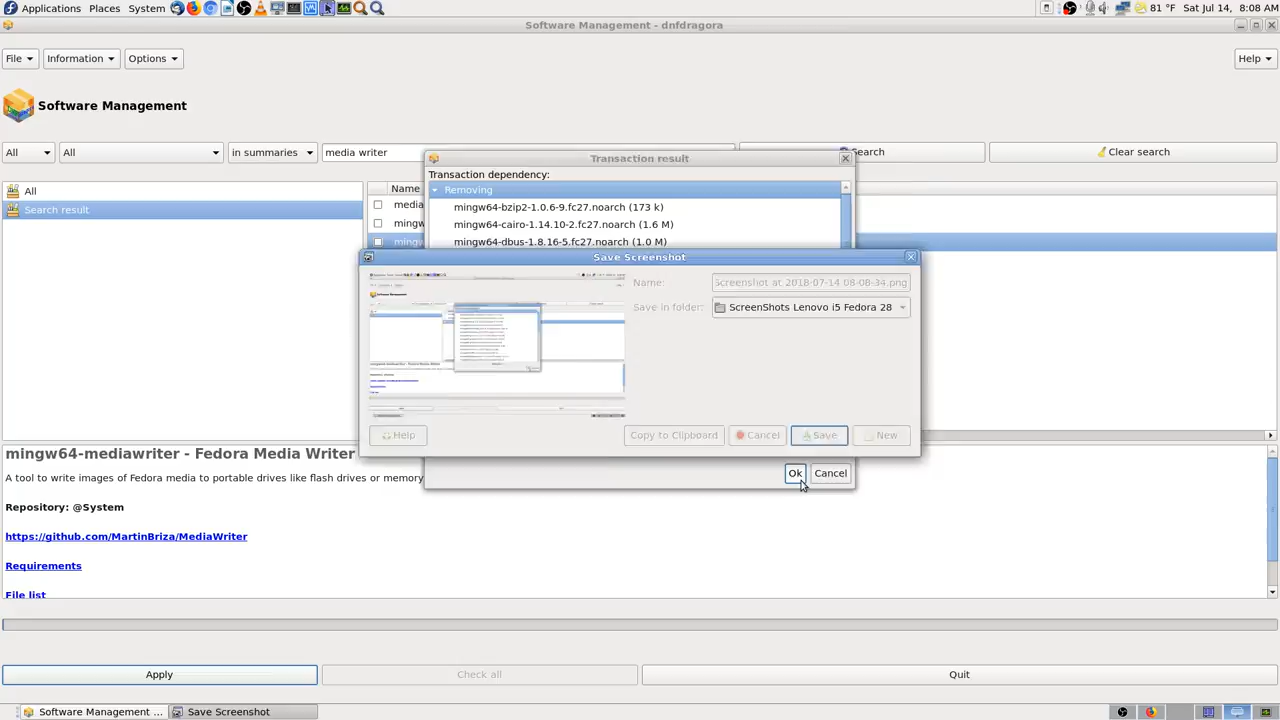 Applications Places System 81 °F Sat Jul 14, 8:08 AM
Software Management - dnfdragora
File Information Options Help
Software Management
All All in summaries media writer Search Clear search
Transaction result
Transaction dependency:
All
Search result
Name
media
mingw
mingw
Removing
mingw64-bzip2-1.0.6-9.fc27.noarch (173 k)
mingw64-cairo-1.14.10-2.fc27.noarch (1.6 M)
mingw64-dbus-1.8.16-5.fc27.noarch (1.0 M)
Save Screenshot
Name: Screenshot at 2018-07-14 08-08-34.png
Save in folder: ScreenShots Lenovo i5 Fedora 28
Help Copy to Clipboard Cancel Save New
Ok Cancel
mingw64-mediawriter - Fedora Media Writer
A tool to write images of Fedora media to portable drives like flash drives or memory
Repository: @System
https://github.com/MartinBriza/MediaWriter
Requirements
File list
Apply Check all Quit
Software Management ... Save Screenshot